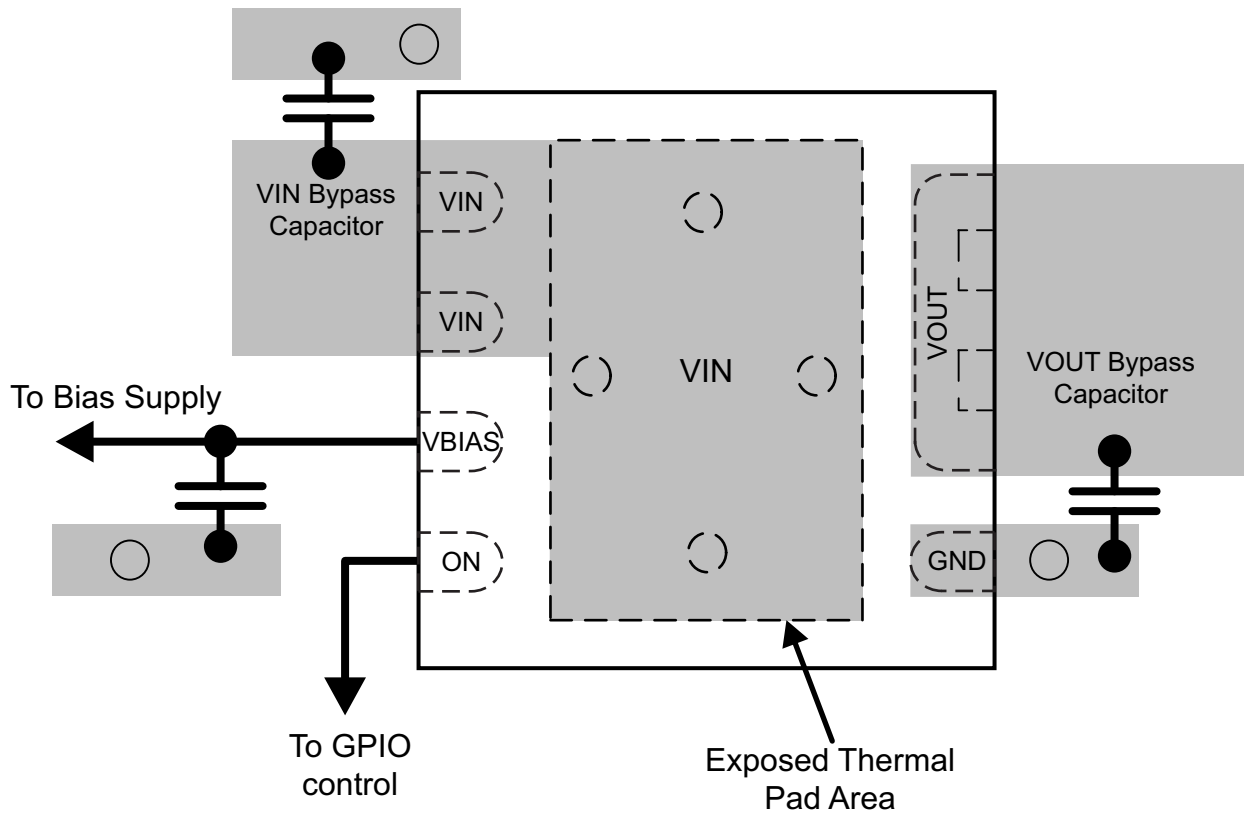 VIN Bypass
Capacitor
VIN
VIN
VIN
VOUT
VOUT Bypass
Capacitor
To Bias Supply
VBIAS
ON
GND
To GPIO
control
Exposed Thermal
Pad Area